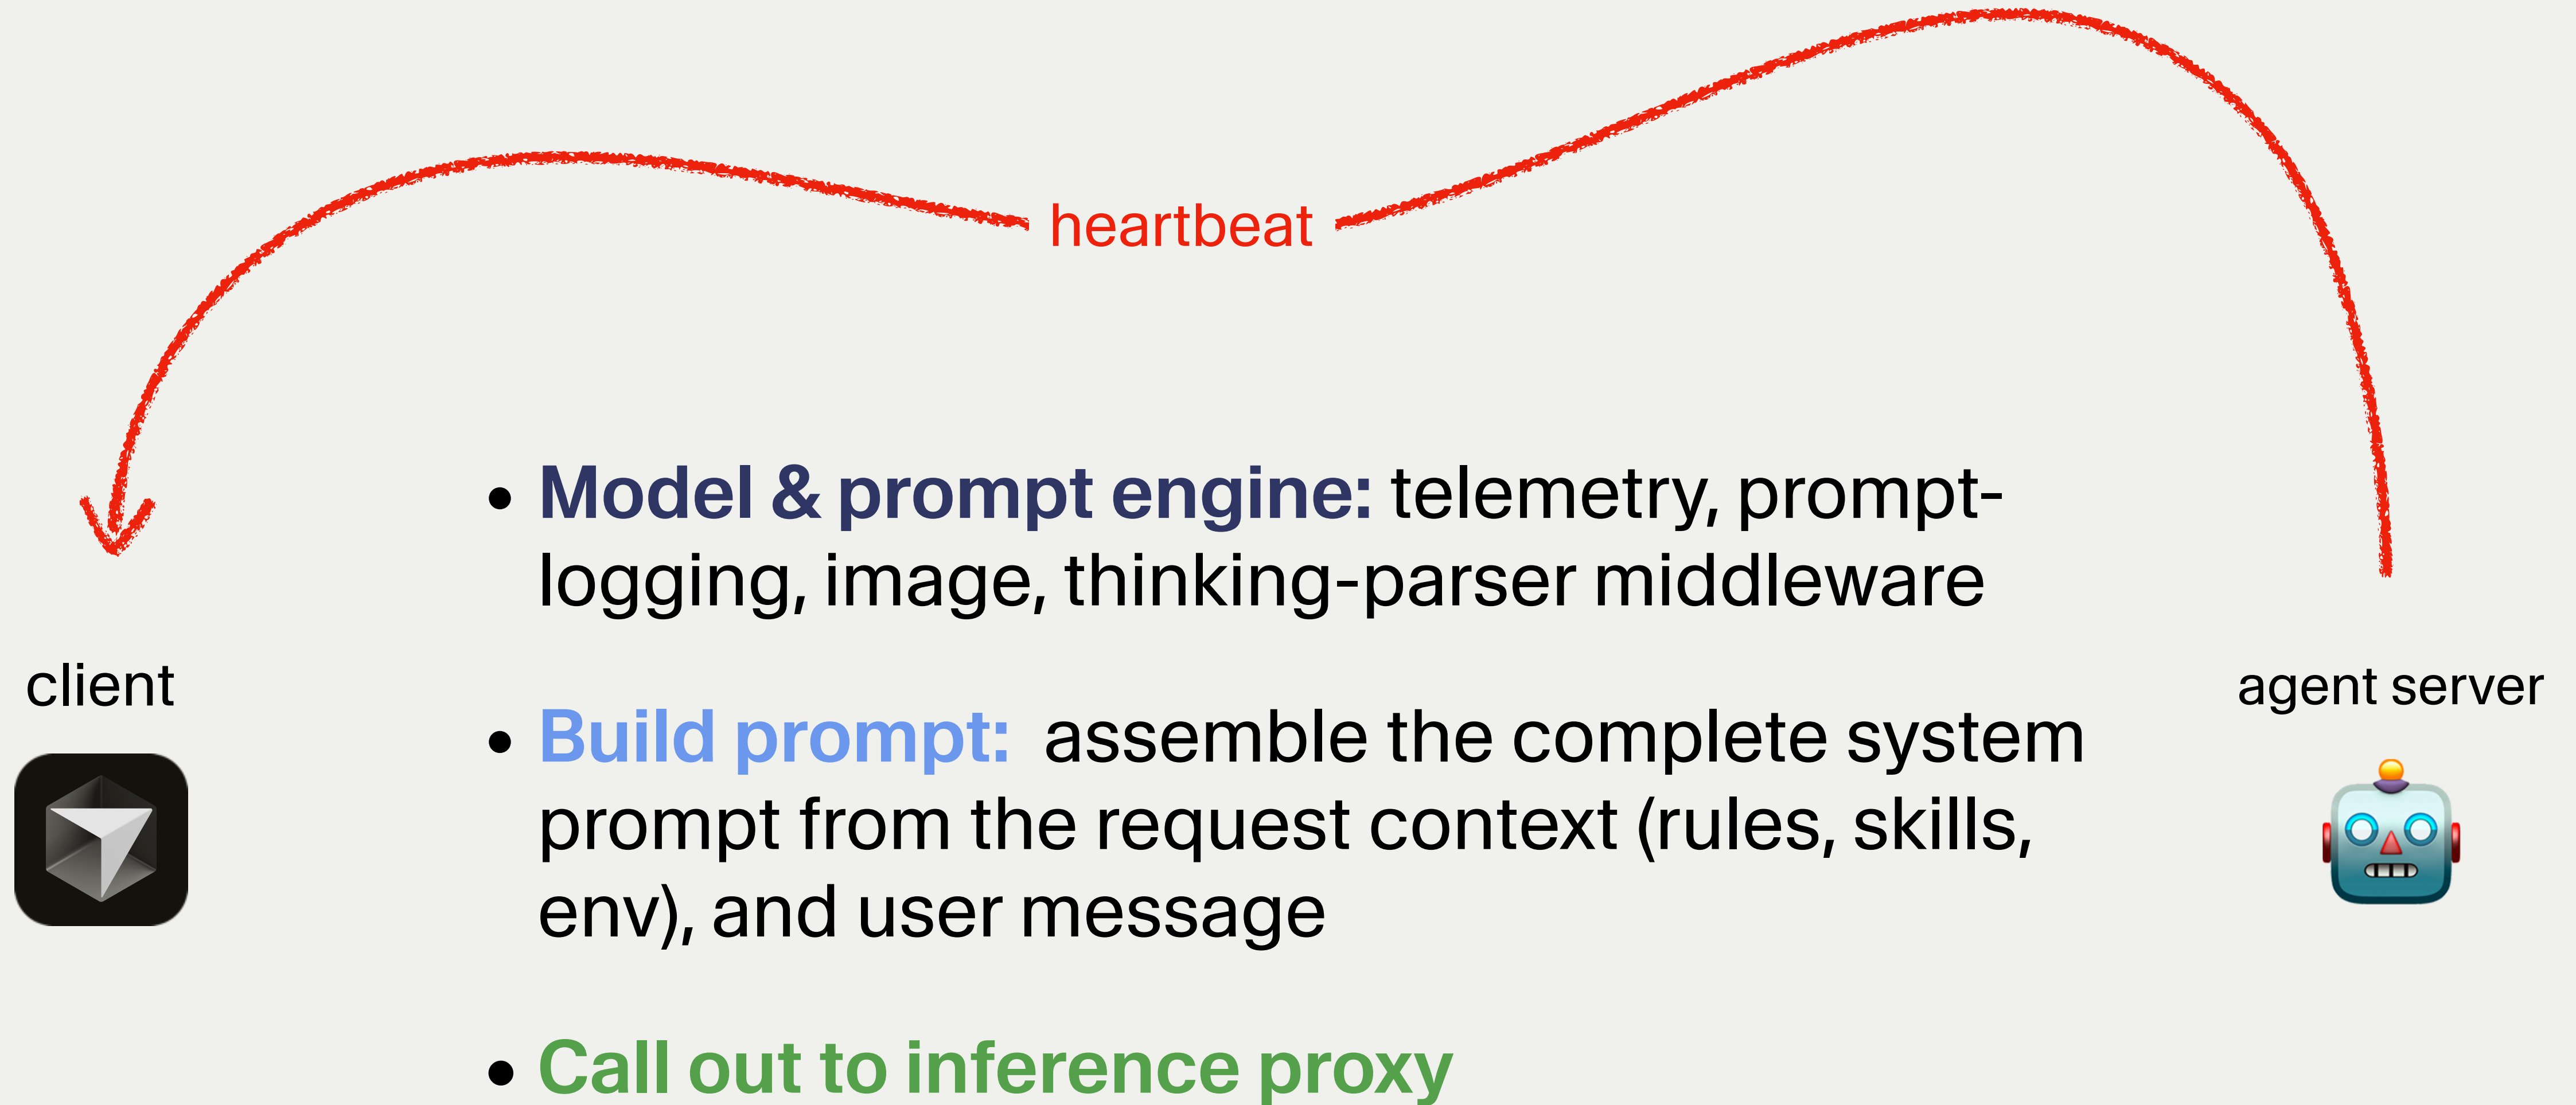 heartbeat
• Model & prompt engine: telemetry, prompt-
logging, image, thinking-parser middleware
client
agent server
• Build prompt: assemble the complete system
prompt from the request context (rules, skills,
env), and user message
• Call out to inference proxy